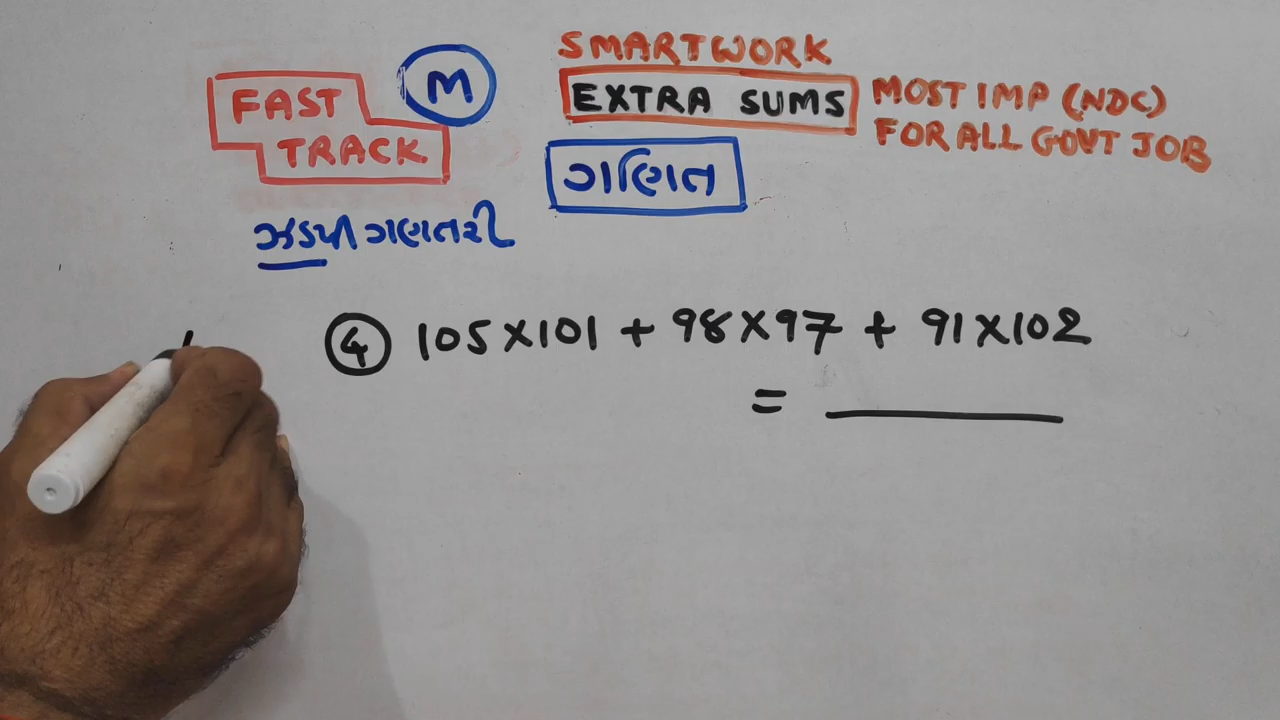 FAST
TRACK
M
SMARTWORK
EXTRA SUMS
MOST IMP (NDC)
FOR ALL GOVT JOB
ગણિત
ઝડપી ગણતરી
4 105×101 + 98×97 + 91×102
= ________